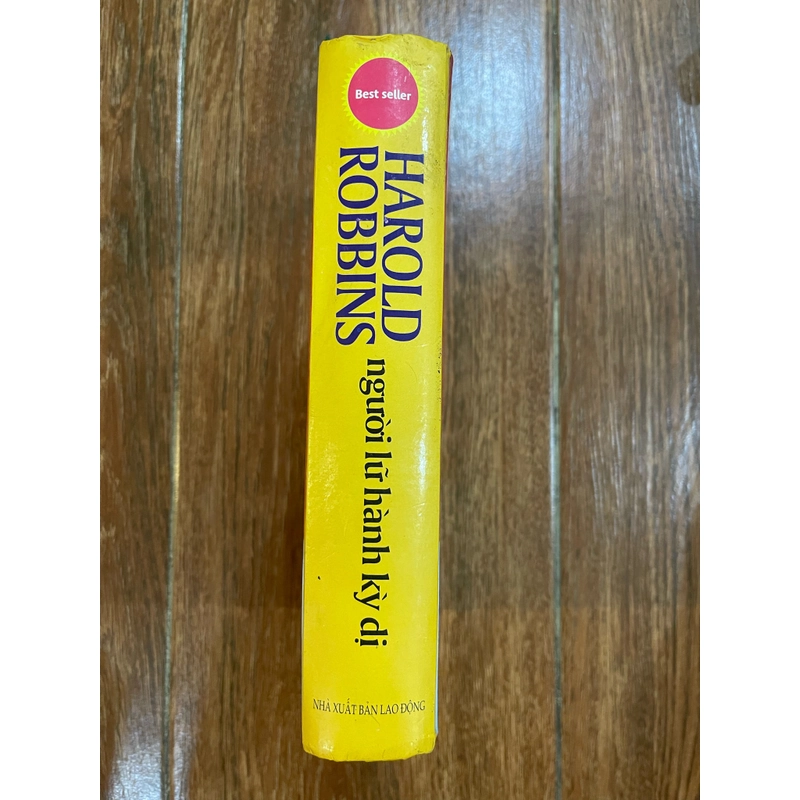 Best seller
HAROLD
ROBBINS
người lữ hành kỳ dị
NHÀ XUẤT BẢN LAO ĐỘNG